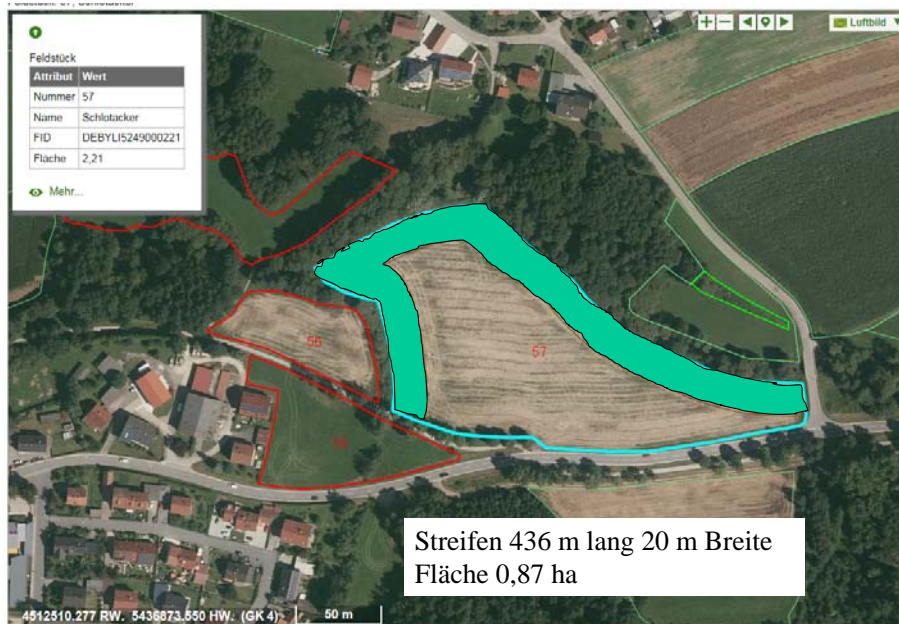 Feldstück
Attribut Wert
Nummer 57
Name Schlotacker
FID DEBYLI5249000221
Fläche 2,21
Mehr...
Luftbild
56
57
Streifen 436 m lang 20 m Breite
Fläche 0,87 ha
4512510.277 RW. 5436873.550 HW. (GK 4)
50 m